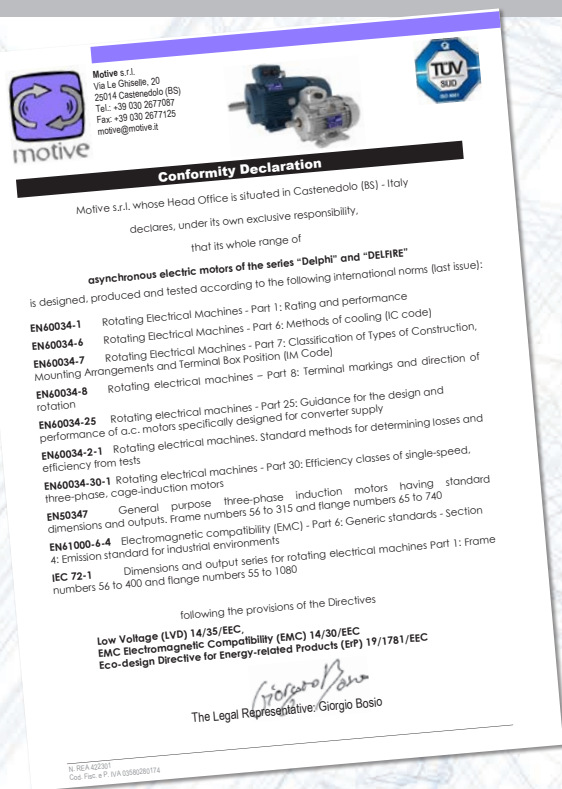 motive
Motive s.r.l.
Via Le Ghiselle, 20
25014 Castenedolo (BS)
Tel.: +39 030 2677087
Fax: +39 030 2677125
motive@motive.it
TÜV
SUD
ISO 9001
Conformity Declaration
Motive s.r.l. whose Head Office is situated in Castenedolo (BS) - Italy
declares, under its own exclusive responsibility,
that its whole range of
asynchronous electric motors of the series “Delphi” and “DELFIRE”
is designed, produced and tested according to the following international norms (last issue):
EN60034-1 Rotating Electrical Machines - Part 1: Rating and performance
EN60034-6 Rotating Electrical Machines - Part 6: Methods of cooling (IC code)
EN60034-7 Rotating Electrical Machines - Part 7: Classification of Types of Construction,
Mounting Arrangements and Terminal Box Position (IM Code)
EN60034-8 Rotating electrical machines – Part 8: Terminal markings and direction of
rotation
EN60034-25 Rotating electrical machines - Part 25: Guidance for the design and
performance of a.c. motors specifically designed for converter supply
EN60034-2-1 Rotating electrical machines. Standard methods for determining losses and
efficiency from tests
EN60034-30-1 Rotating electrical machines - Part 30: Efficiency classes of single-speed,
three-phase, cage-induction motors
EN50347 General purpose three-phase induction motors having standard
dimensions and outputs. Frame numbers 56 to 315 and flange numbers 65 to 740
EN61000-6-4 Electromagnetic compatibility (EMC) - Part 6: Generic standards - Section
4: Emission standard for industrial environments
IEC 72-1 Dimensions and output series for rotating electrical machines Part 1: Frame
numbers 56 to 400 and flange numbers 55 to 1080
following the provisions of the Directives
Low Voltage (LVD) 14/35/EEC,
EMC Electromagnetic Compatibility (EMC) 14/30/EEC
Eco-design Directive for Energy-related Products (ErP) 19/1781/EEC
Giorgio Bosio
The Legal Representative: Giorgio Bosio
N. REA 422301
Cod. Fisc. e P. IVA 03580280174